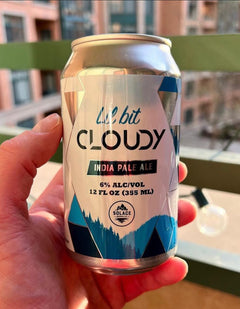 Lil bit
CLOUDY
INDIA PALE ALE
6% ALC/VOL
12 FL OZ (355 ML)
SOLACE